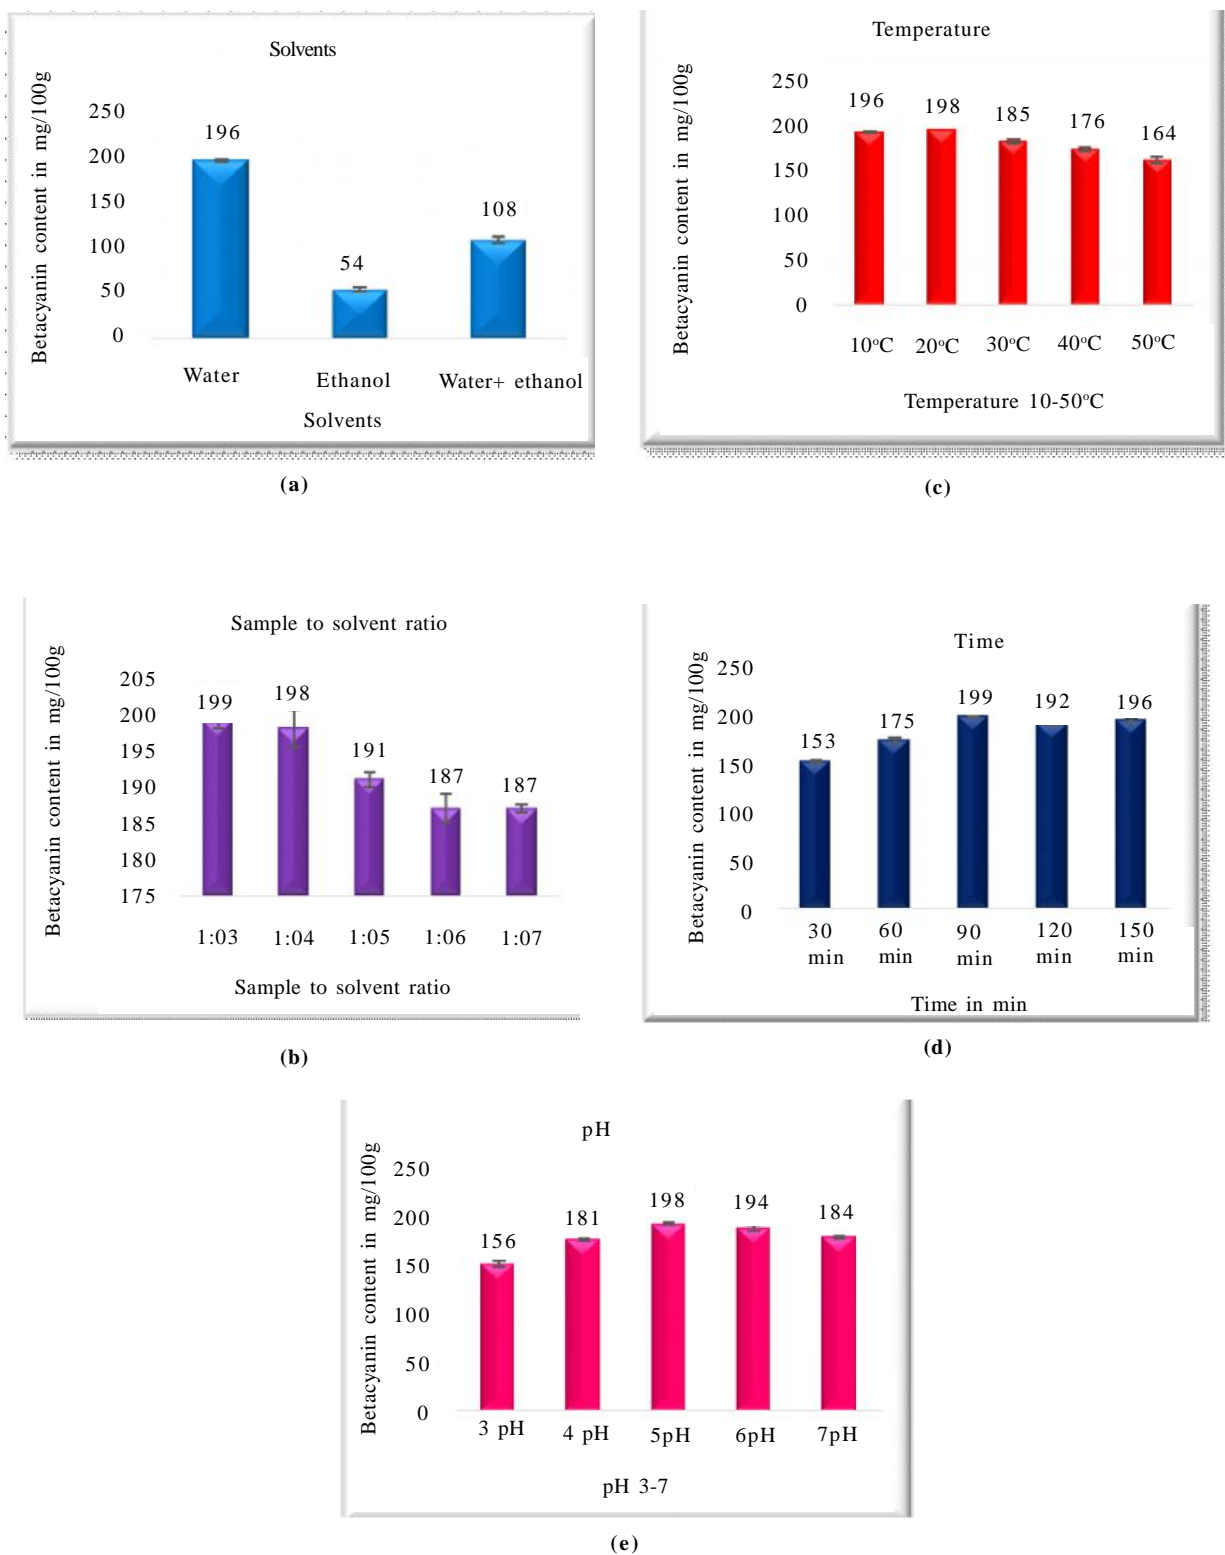 Solvents
Betacyanin content in mg/100g
250
200
150
100
50
0
196
54
108
Water
Ethanol
Water+ ethanol
Solvents
(a)
Temperature
Betacyanin content in mg/100g
250
200
150
100
50
0
196
198
185
176
164
10°C
20°C
30°C
40°C
50°C
Temperature 10-50°C
(c)
Sample to solvent ratio
Betacyanin content in mg/100g
205
200
195
190
185
180
175
199
198
191
187
187
1:03
1:04
1:05
1:06
1:07
Sample to solvent ratio
(b)
Time
Betacyanin content in mg/100g
250
200
150
100
50
0
153
175
199
192
196
30 min
60 min
90 min
120 min
150 min
Time in min
(d)
pH
Betacyanin content in mg/100g
250
200
150
100
50
0
156
181
198
194
184
3 pH
4 pH
5pH
6pH
7pH
pH 3-7
(e)